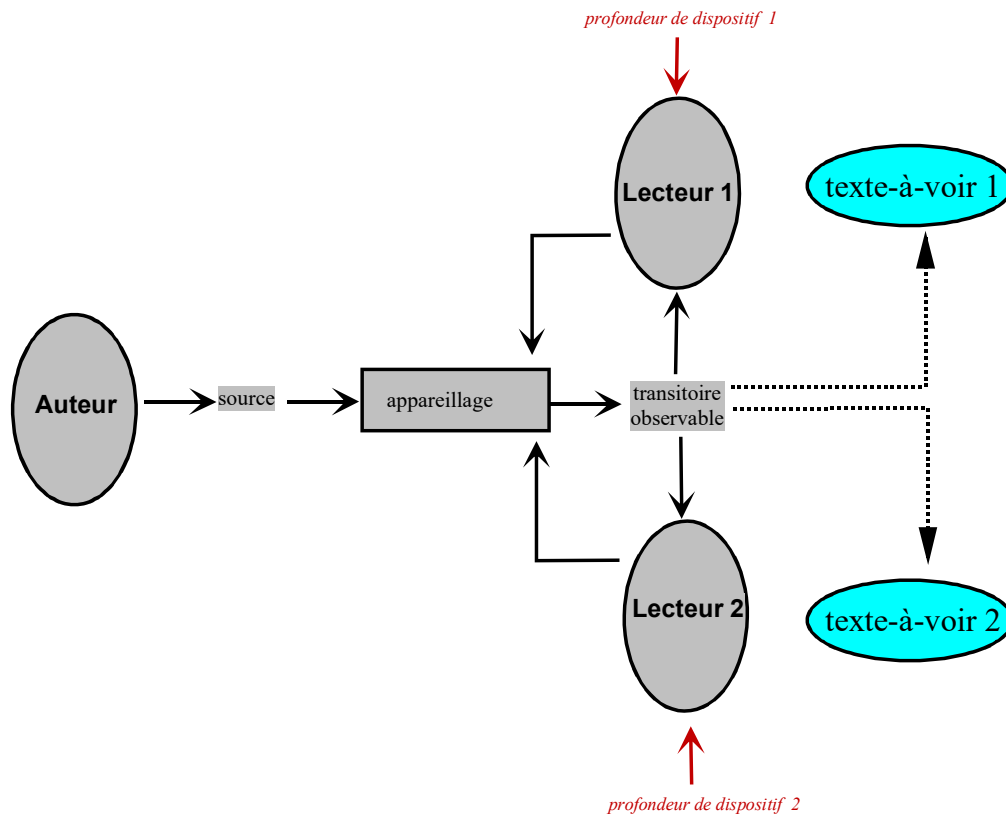 profondeur de dispositif 1
Lecteur 1
texte-à-voir 1
Auteur
source
appareillage
transitoire
observable
Lecteur 2
texte-à-voir 2
profondeur de dispositif 2